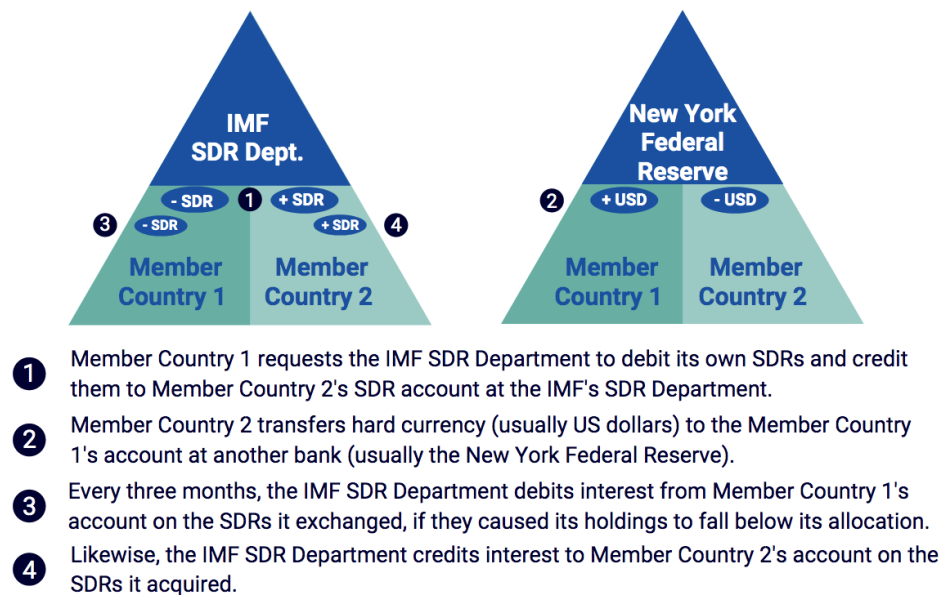 IMF
SDR Dept.
New York
Federal
Reserve
- SDR
1
+ SDR
2
+ USD
- USD
3
- SDR
+ SDR
4
Member
Country 1
Member
Country 2
Member
Country 1
Member
Country 2
1
Member Country 1 requests the IMF SDR Department to debit its own SDRs and credit
them to Member Country 2's SDR account at the IMF's SDR Department.
2
Member Country 2 transfers hard currency (usually US dollars) to the Member Country
1's account at another bank (usually the New York Federal Reserve).
3
Every three months, the IMF SDR Department debits interest from Member Country 1's
account on the SDRs it exchanged, if they caused its holdings to fall below its allocation.
4
Likewise, the IMF SDR Department credits interest to Member Country 2's account on the
SDRs it acquired.